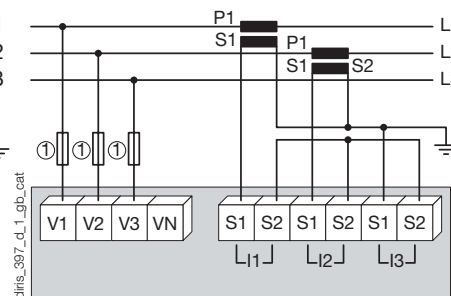 P1
L
S1
P1
2
L
S1 S2
3
L
1 1 1
V1 V2 V3 VN S1 S2 S1 S2 S1 S2
I1 I2 I3
diris_397_d_1_gb_cat